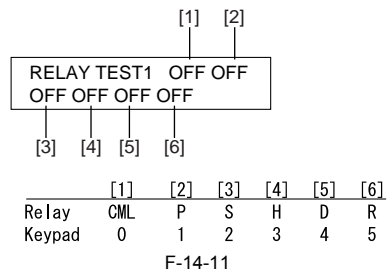 [1] [2]
RELAY TEST1 OFF OFF
OFF OFF OFF OFF
[3] [4] [5] [6]
[1] [2] [3] [4] [5] [6]
Relay CML P S H D R
Keypad 0 1 2 3 4 5
F-14-11